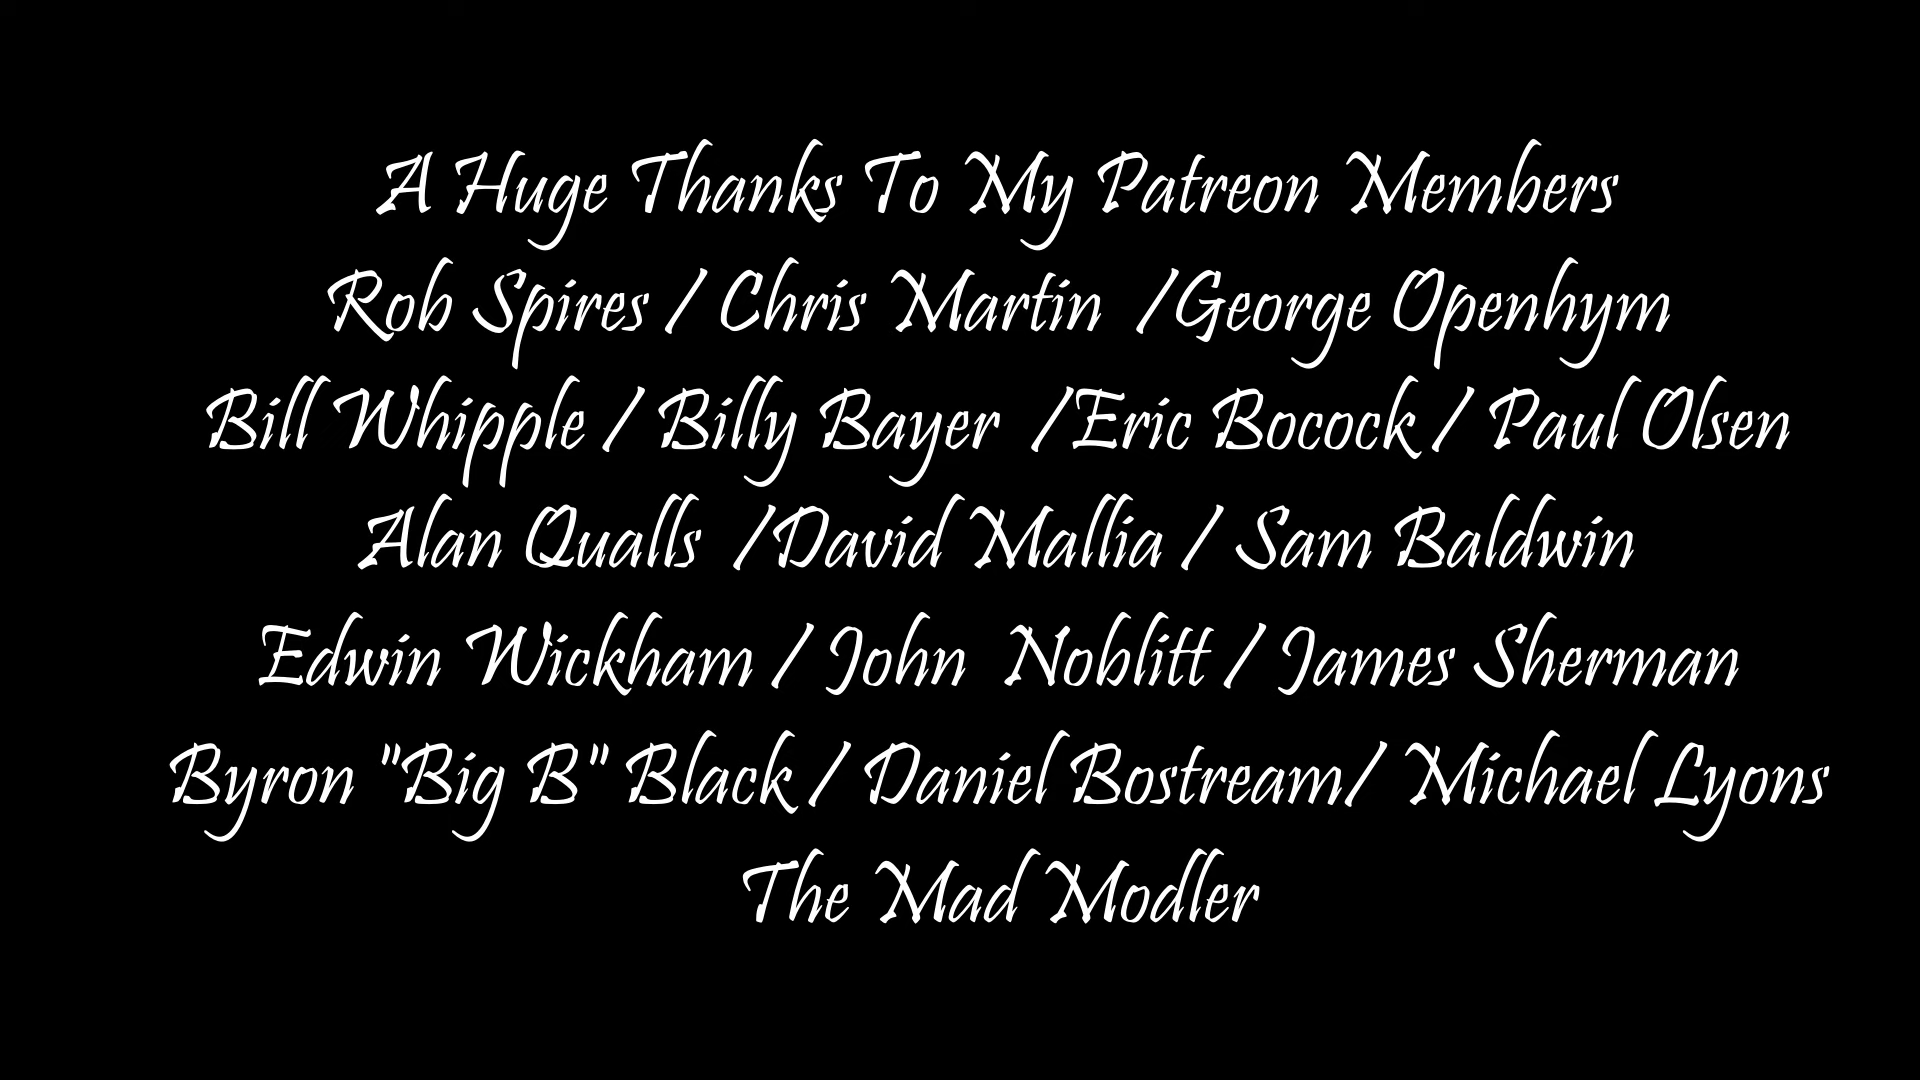 A Huge Thanks To My Patreon Members
Rob Spires / Chris Martin /George Openhym
Bill Whipple / Billy Bayer /Eric Bocock / Paul Olsen
Alan Qualls /David Mallia / Sam Baldwin
Edwin Wickham / John Noblitt / James Sherman
Byron "Big B" Black / Daniel Bostream/ Michael Lyons
The Mad Modler